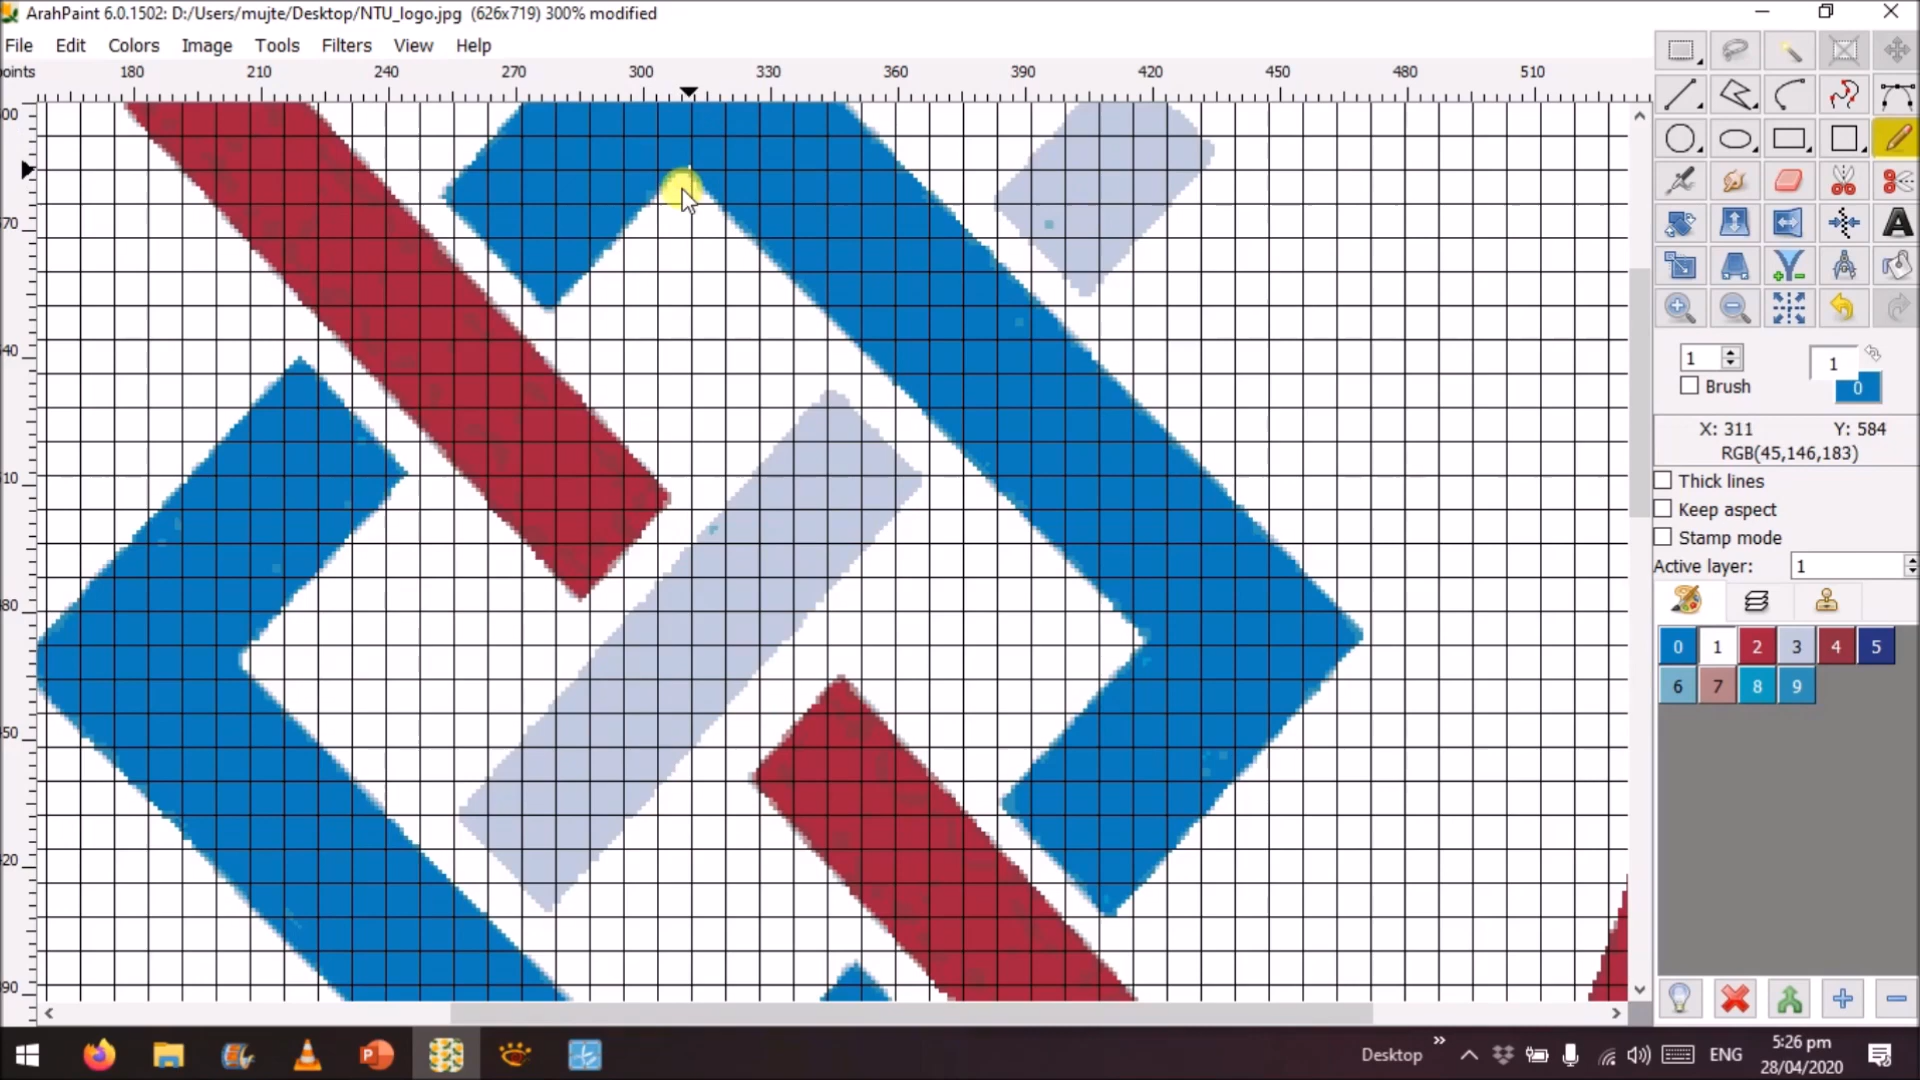 ArahPaint 6.0.1502: D:/Users/mujte/Desktop/NTU_logo.jpg (626x719) 300% modified
File Edit Colors Image Tools Filters View Help
oints 180 210 240 270 300 330 360 390 420 450 480 510
00
70
40
10
80
50
20
90
A
1
Brush
1
0
X: 311 Y: 584
RGB(45,146,183)
Thick lines
Keep aspect
Stamp mode
Active layer: 1
0 1 2 3 4 5
6 7 8 9
Desktop » ENG 5:26 pm
28/04/2020